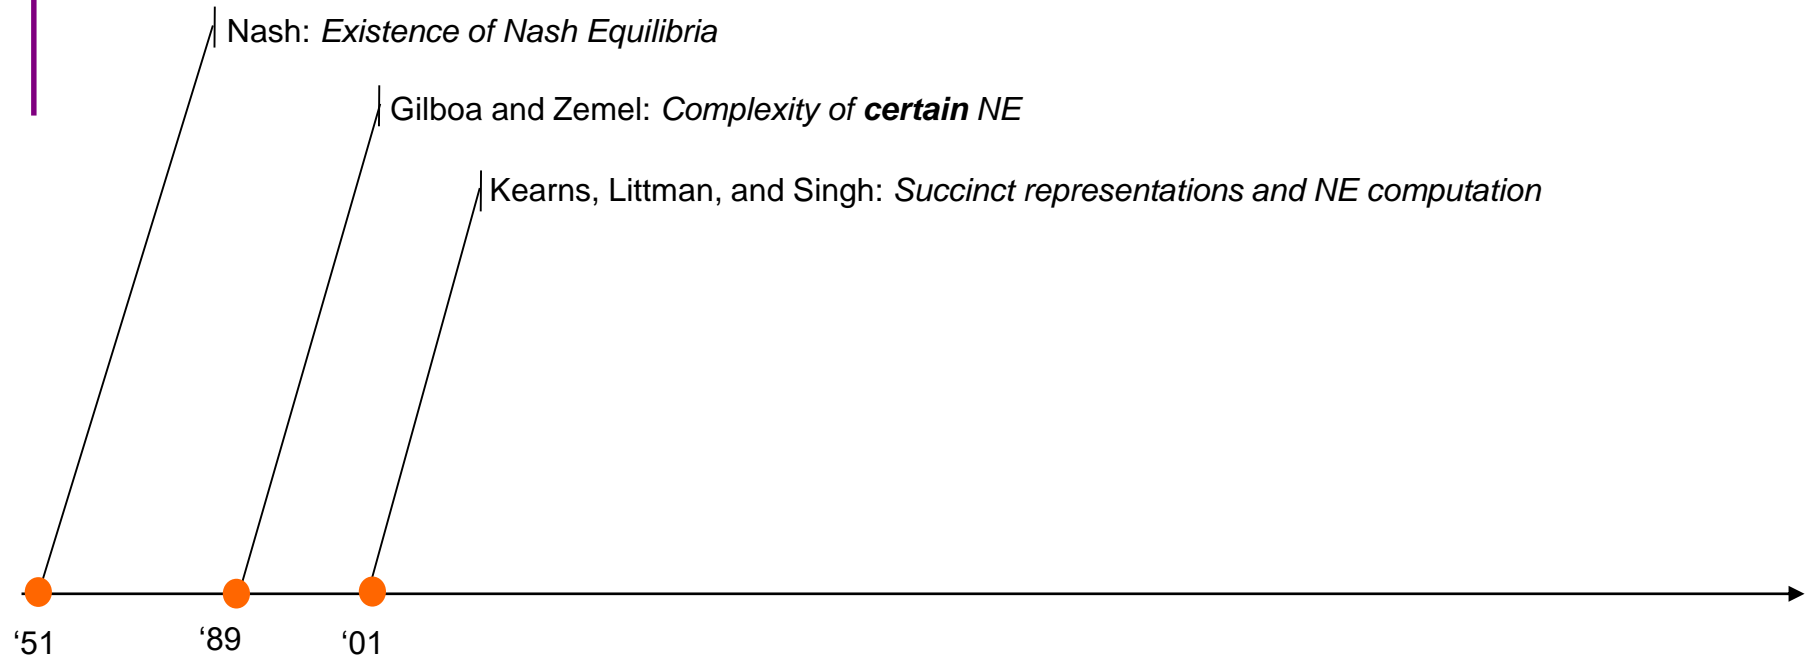 Nash: Existence of Nash Equilibria
Gilboa and Zemel: Complexity of certain NE
Kearns, Littman, and Singh: Succinct representations and NE computation
‘51
‘89
‘01